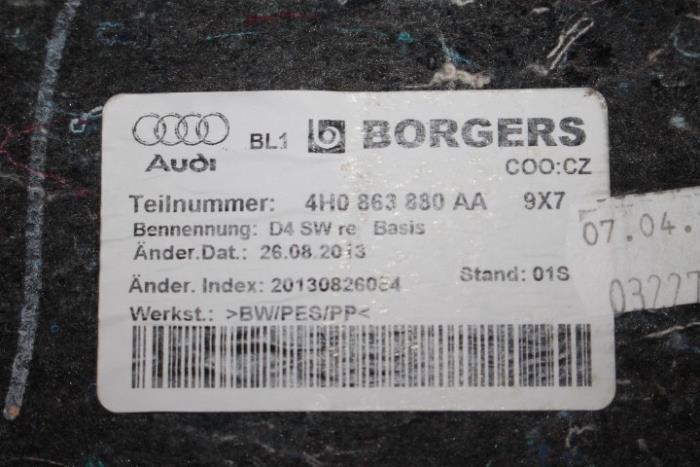 Audi BL1 BORGERS
COO:CZ
Teilnummer: 4H0 863 880 AA 9X7
Bennennung: D4 SW re Basis
Änder.Dat.: 26.08.2013
Änder. Index: 20130826084 Stand: 01S
Werkst.: >BW/PES/PP<
07.04.
03227